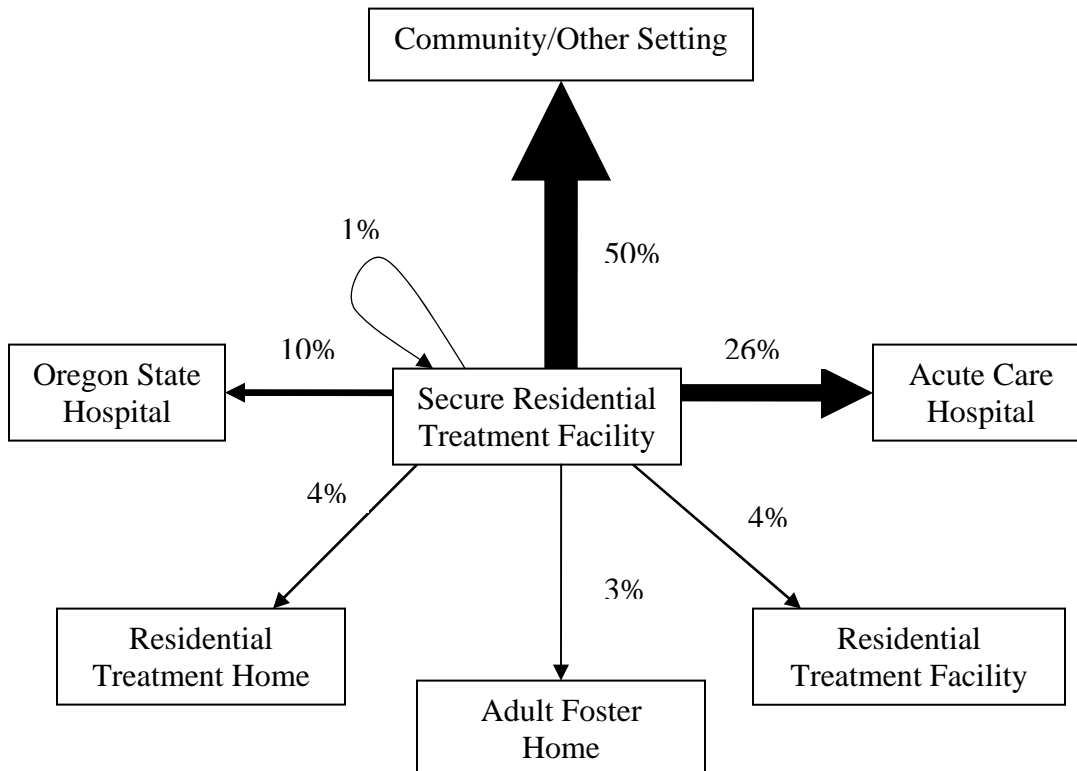 Community/Other Setting
1%
50%
10%
26%
Oregon State
Hospital
Secure Residential
Treatment Facility
Acute Care
Hospital
4%
4%
3%
Residential
Treatment Home
Residential
Treatment Facility
Adult Foster
Home